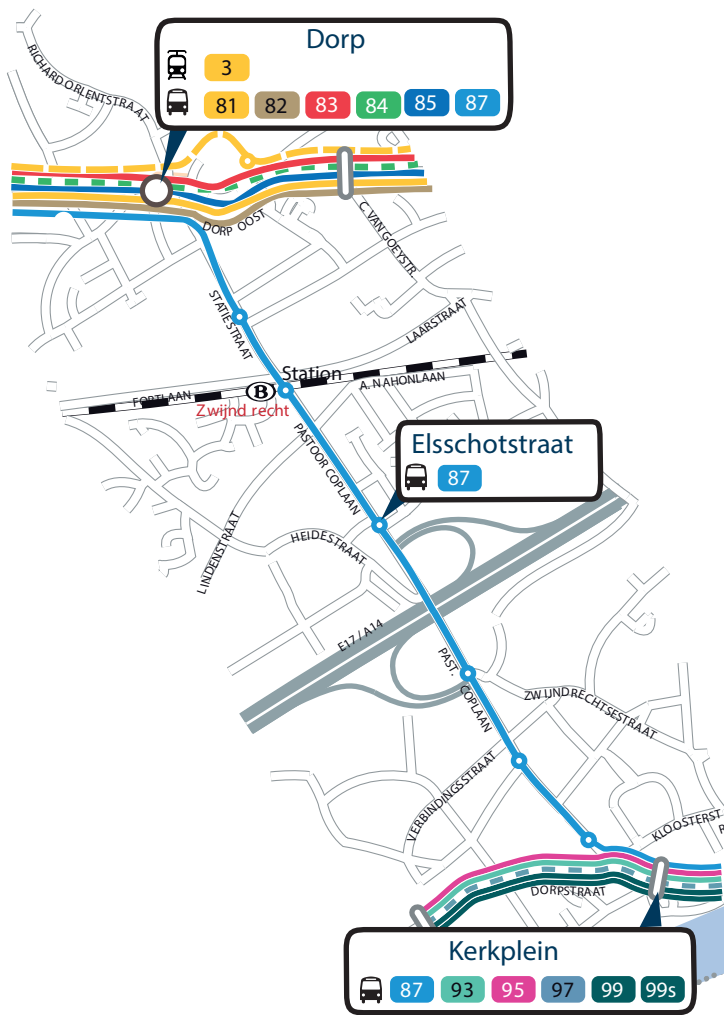 Dorp
3
81 82 83 84 85 87
RICHARD ORLENTSTRAAT
DORP OOST
C. VAN GOEYSTR.
STATIESTRAAT
LAARSTRAAT
Station
A. NAHONLAAN
FORTLAAN
B
Zwijnd recht
PASTOOR COPLAAN
Elsschotstraat
87
LINDENSTRAAT
HEIDESTRAAT
E17 / A14
PAST. COPLAAN
ZWIJNDRECHTSESTRAAT
VERBINDINGSSTRAAT
KLOOSTERST
R
DORPSTRAAT
Kerkplein
87 93 95 97 99 99s